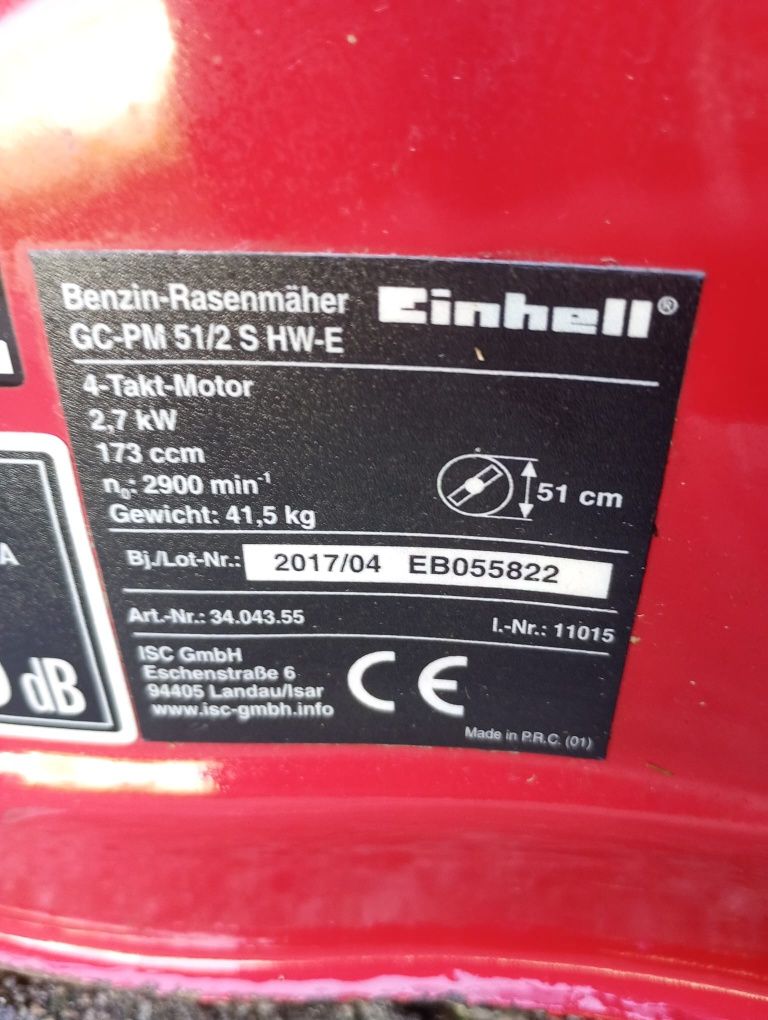 Benzin-Rasenmäher
GC-PM 51/2 S HW-E
Einhell®
4-Takt-Motor
2,7 kW
173 ccm
n₀: 2900 min⁻¹
Gewicht: 41,5 kg
51 cm
Bj./Lot-Nr.: 2017/04 EB055822
Art.-Nr.: 34.043.55
I.-Nr.: 11015
ISC GmbH
Eschenstraße 6
94405 Landau/Isar
www.isc-gmbh.info
CE
Made in P.R.C. (01)
dB